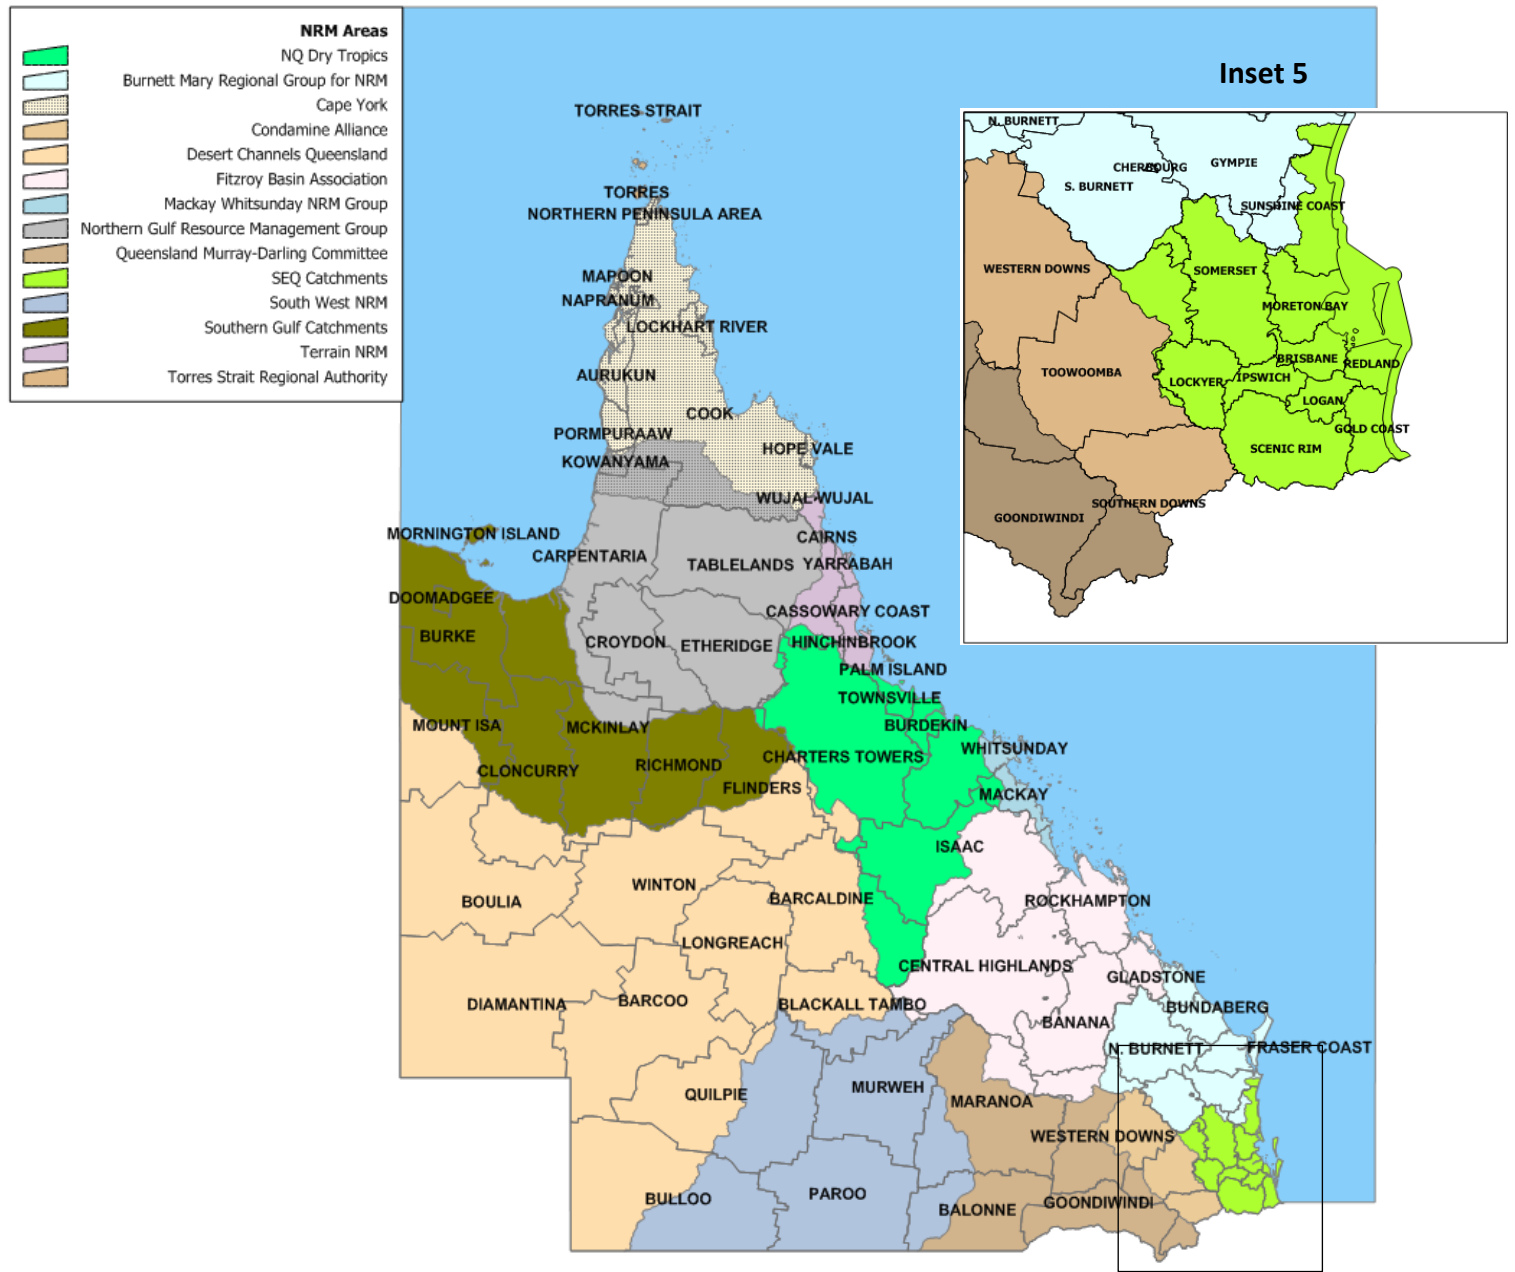 NRM Areas
NQ Dry Tropics
Burnett Mary Regional Group for NRM
Cape York
Condamine Alliance
Desert Channels Queensland
Fitzroy Basin Association
Mackay Whitsunday NRM Group
Northern Gulf Resource Management Group
Queensland Murray-Darling Committee
SEQ Catchments
South West NRM
Southern Gulf Catchments
Terrain NRM
Torres Strait Regional Authority
TORRES STRAIT
TORRES
NORTHERN PENINSULA AREA
MAPOON
NAPRANUM
LOCKHART RIVER
AURUKUN
COOK
PORMPURAAW
HOPE VALE
KOWANYAMA
WUJAL-WUJAL
MORNINGTON ISLAND
CAIRNS
CARPENTARIA
TABLELANDS
YARRABAH
DOOMADGEE
CASSOWARY COAST
BURKE
CROYDON
ETHERIDGE
HINCHINBROOK
PALM ISLAND
TOWNSVILLE
MOUNT ISA
MCKINLAY
BURDEKIN
WHITSUNDAY
CLONCURRY
RICHMOND
CHARTERS TOWERS
FLINDERS
MACKAY
ISAAC
WINTON
BOULIA
BARCALDINE
ROCKHAMPTON
LONGREACH
CENTRAL HIGHLANDS
GLADSTONE
DIAMANTINA
BARCOO
BLACKALL TAMBO
BUNDABERG
BANANA
N. BURNETT
FRASER COAST
QUILPIE
MURWEH
MARANOA
WESTERN DOWNS
BULLOO
PAROO
BALONNE
GOONDIWINDI
Inset 5
N. BURNETT
CHERBOURG
GYMPIE
S. BURNETT
SUNSHINE COAST
WESTERN DOWNS
SOMERSET
MORETON BAY
BRISBANE
REDLAND
TOOWOOMBA
LOCKYER
IPSWICH
LOGAN
GOLD COAST
SCENIC RIM
SOUTHERN DOWNS
GOONDIWINDI